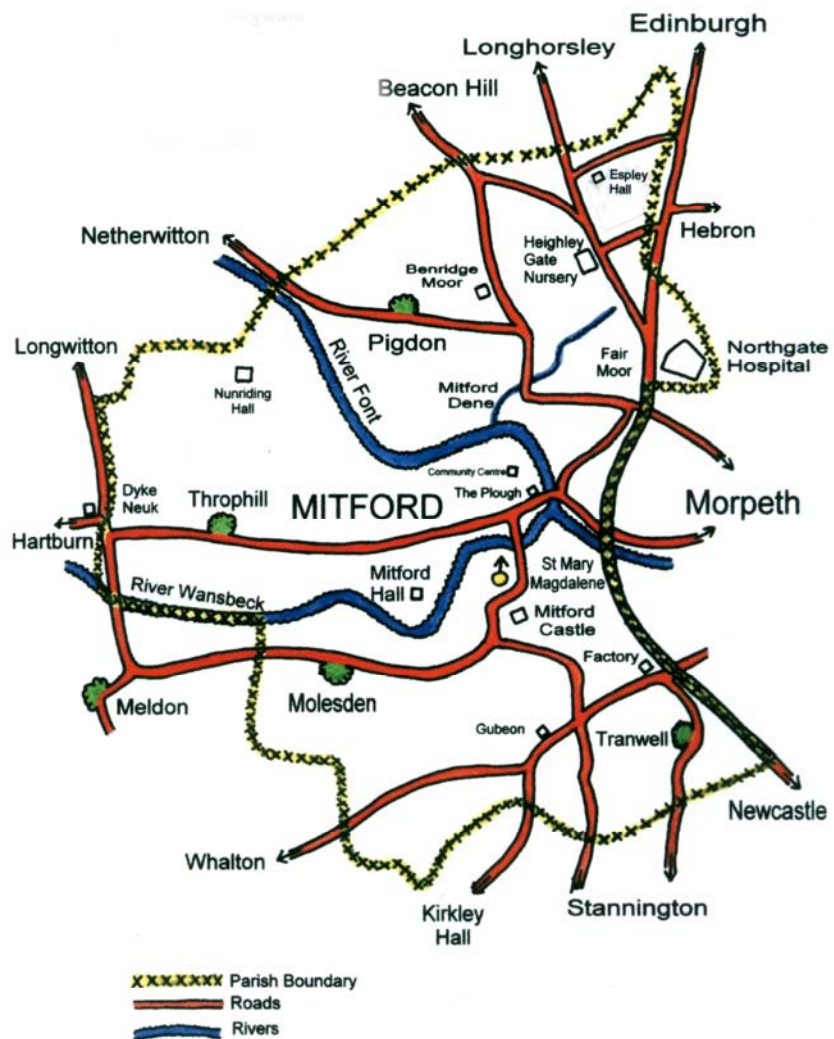 Edinburgh
Longhorsley
Beacon Hill
Espley
Hall
Netherwitton
Hebron
Heighley
Gate
Nursery
Benridge
Moor
Longwitton
Pigdon
Fair
Moor
Northgate
Hospital
River Font
Nunriding
Hall
Mitford
Dene
Community Centre
The Plough
Dyke
Neuk
Throphill
MITFORD
Morpeth
Hartburn
River Wansbeck
Mitford
Hall
St Mary
Magdalene
Mitford
Castle
Factory
Meldon
Molesden
Gubeon
Tranwell
Newcastle
Whalton
Kirkley
Hall
Stannington
Parish Boundary
Roads
Rivers